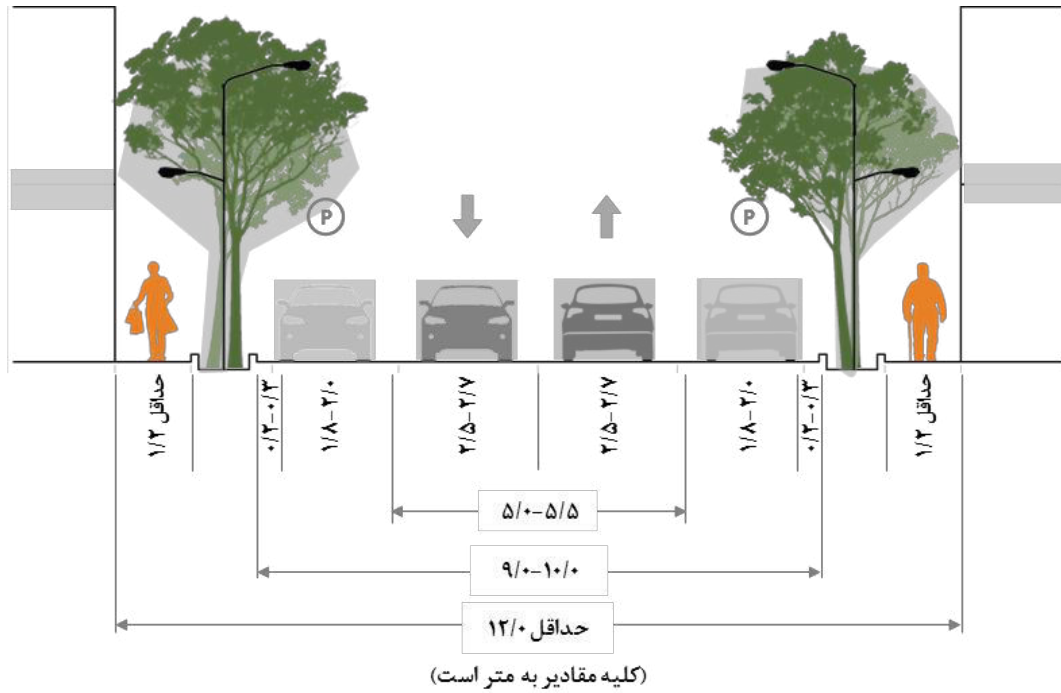 P
P
حداقل ۱/۲
۰/۲–۰/۳
۱/۸–۲/۰
۲/۵–۲/۷
۲/۵–۲/۷
۱/۸–۲/۰
۰/۲–۰/۳
حداقل ۱/۲
۵/۰–۵/۵
۹/۰–۱۰/۰
حداقل ۱۲/۰
(کلیه مقادیر به متر است)